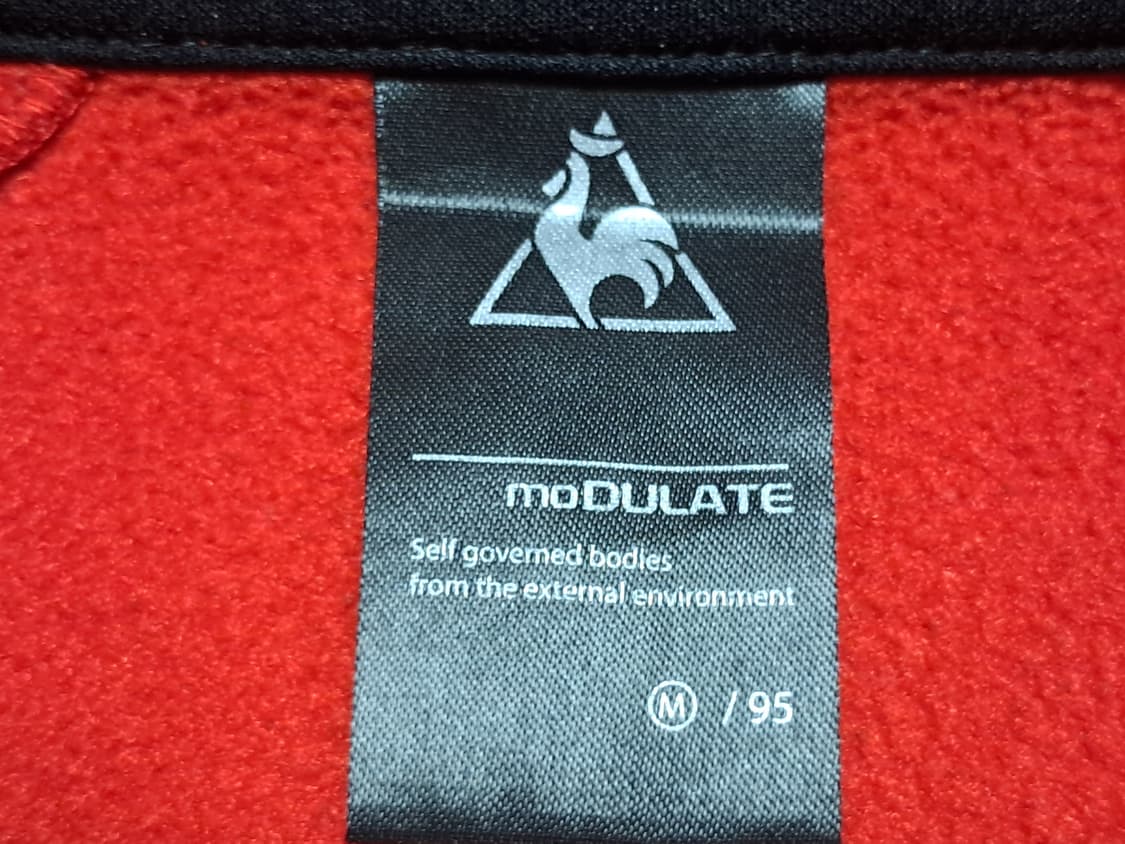 moDULATE
Self governed bodies
from the external environment
M / 95